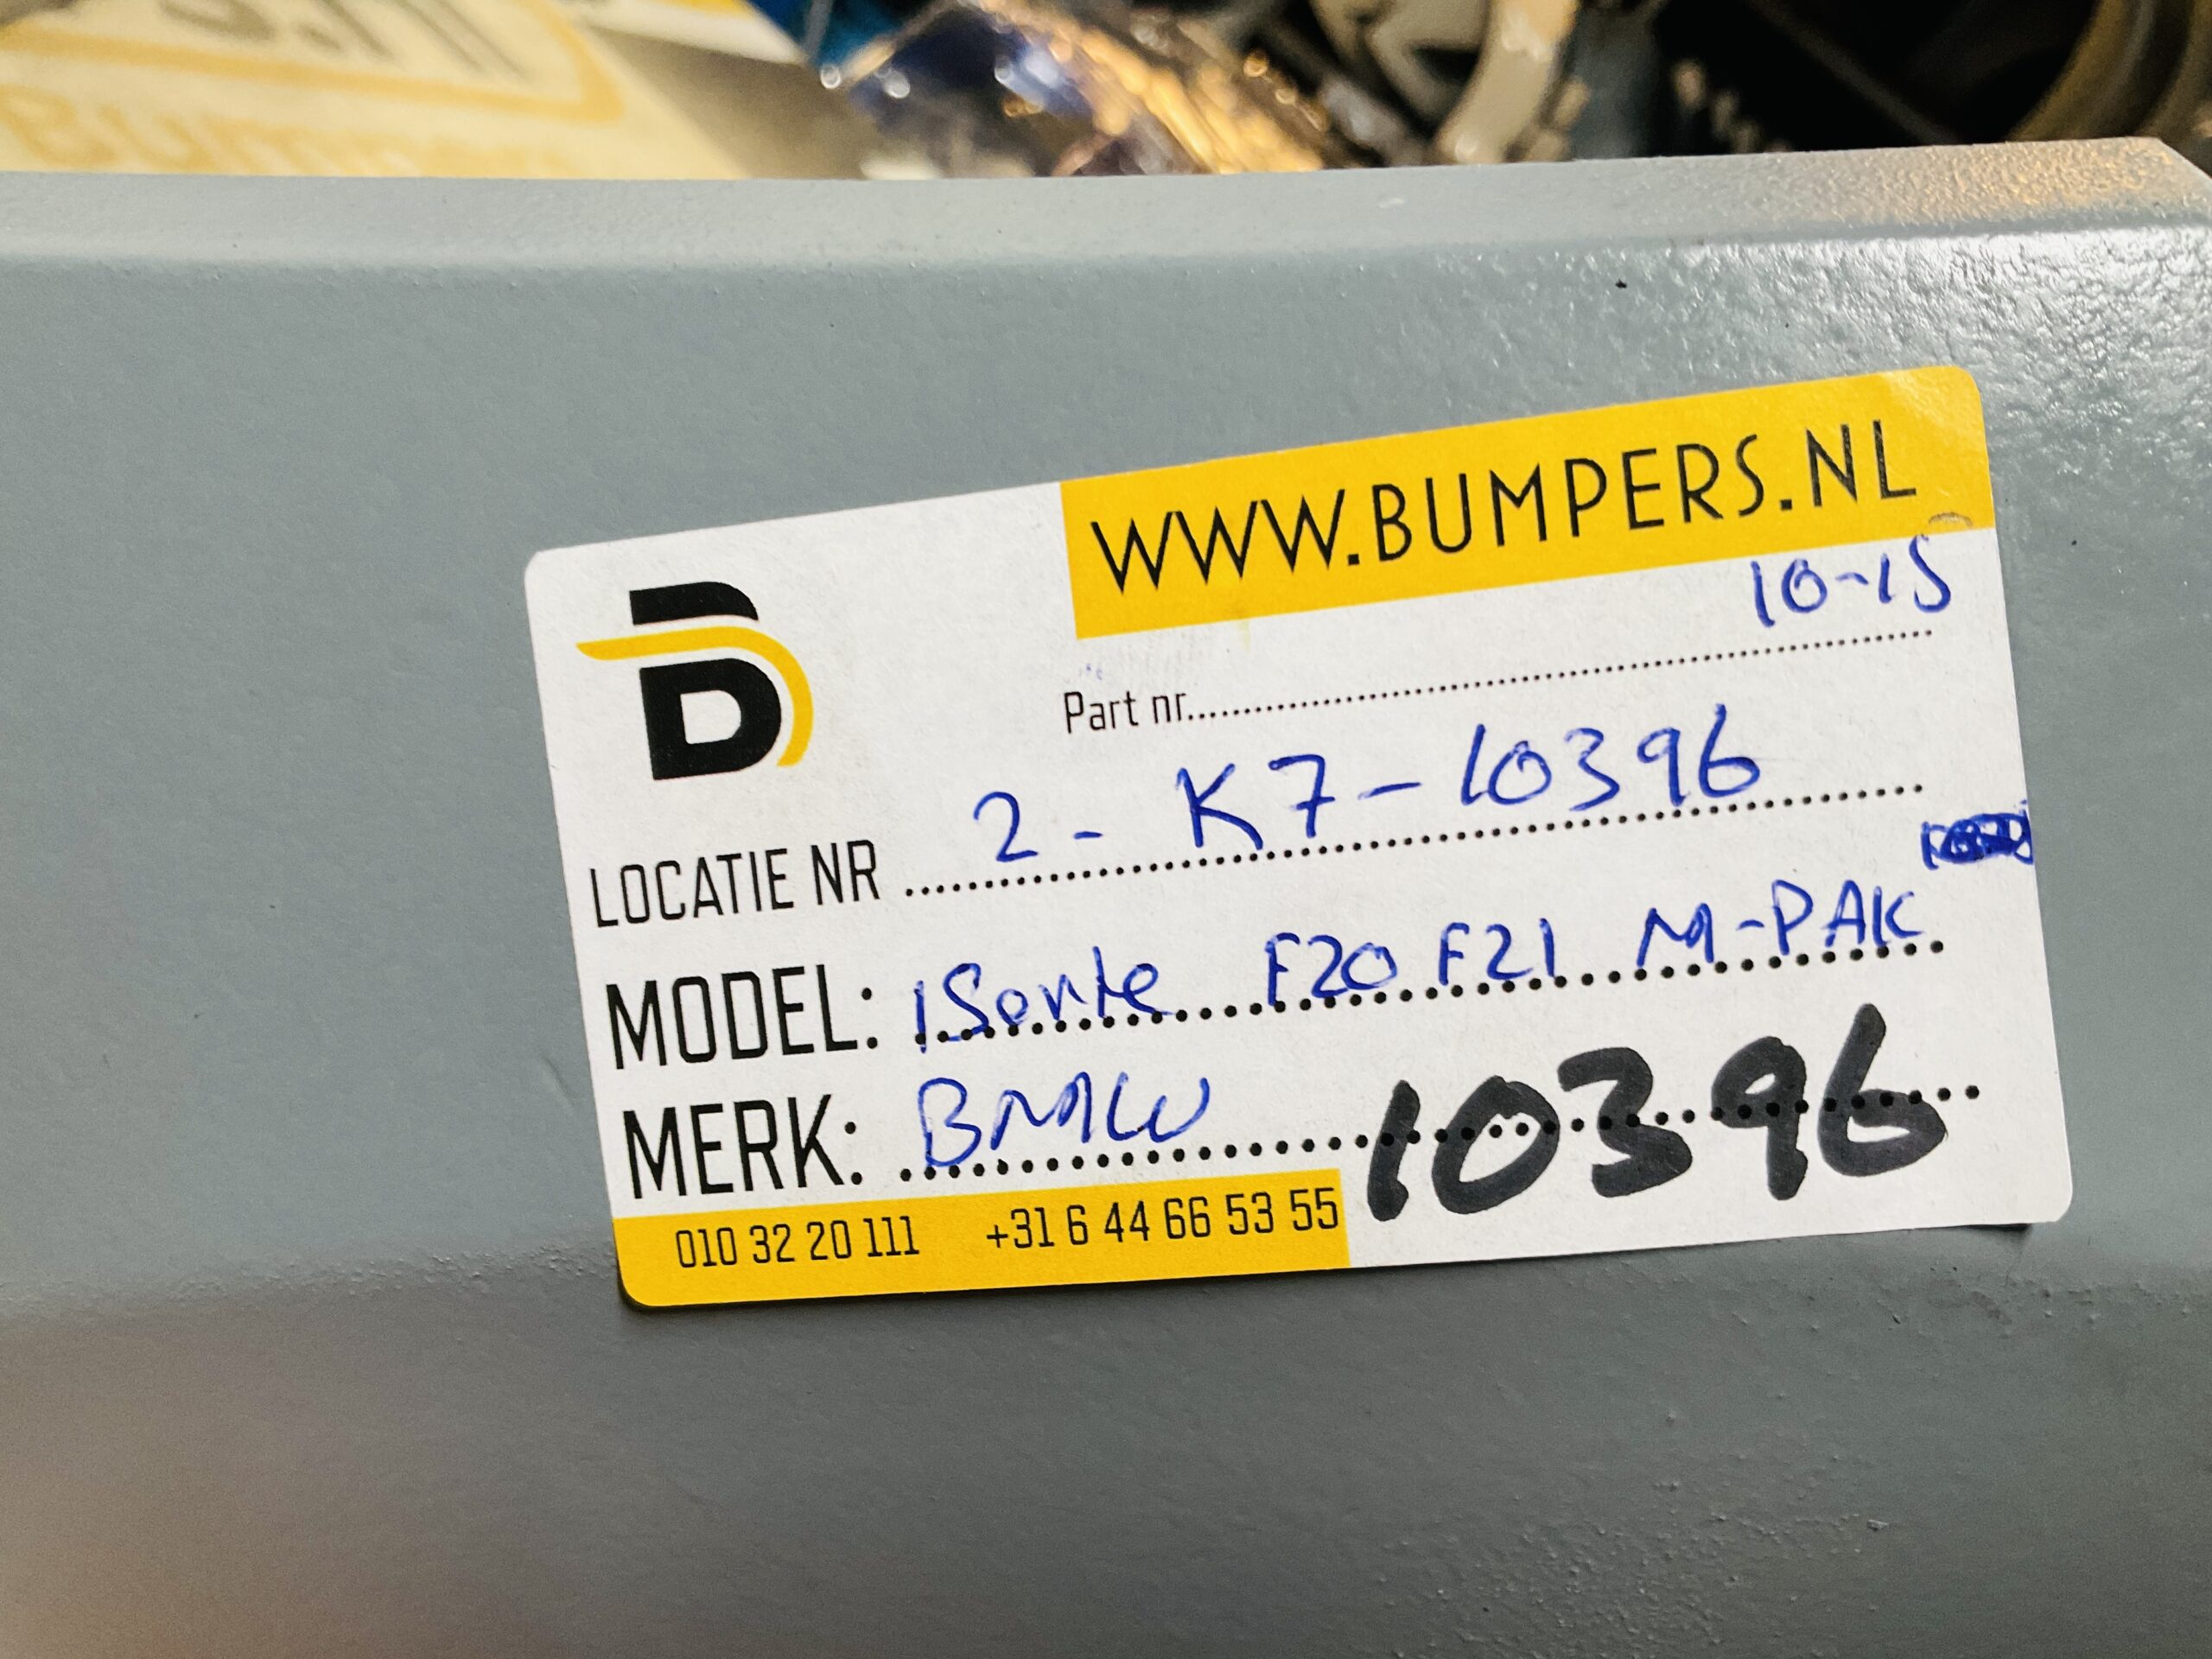 WWW.BUMPERS.NL
10-15
Part nr
LOCATIE NR 2 - K7-10396
MODEL: 1Serie F20 F21 M-PAK
MERK: BMW 10396
010 32 20 111 +31 6 44 66 53 55